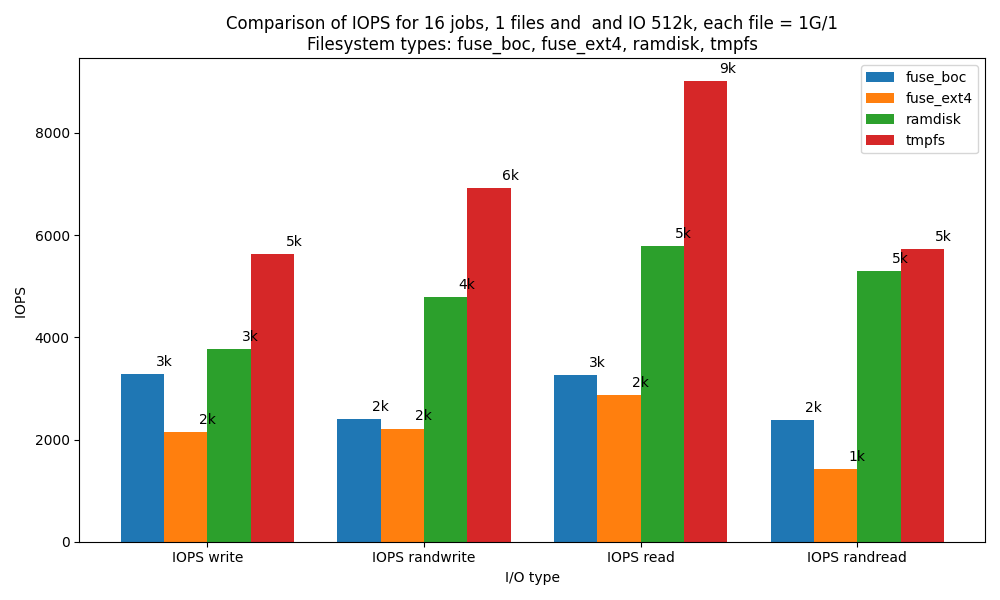 Comparison of IOPS for 16 jobs, 1 files and  and IO 512k, each file = 1G/1
Filesystem types: fuse_boc, fuse_ext4, ramdisk, tmpfs
fuse_boc
fuse_ext4
ramdisk
tmpfs
IOPS
8000
6000
4000
2000
0
3k
2k
3k
5k
2k
2k
4k
6k
3k
2k
5k
9k
2k
1k
5k
5k
IOPS write
IOPS randwrite
IOPS read
IOPS randread
I/O type